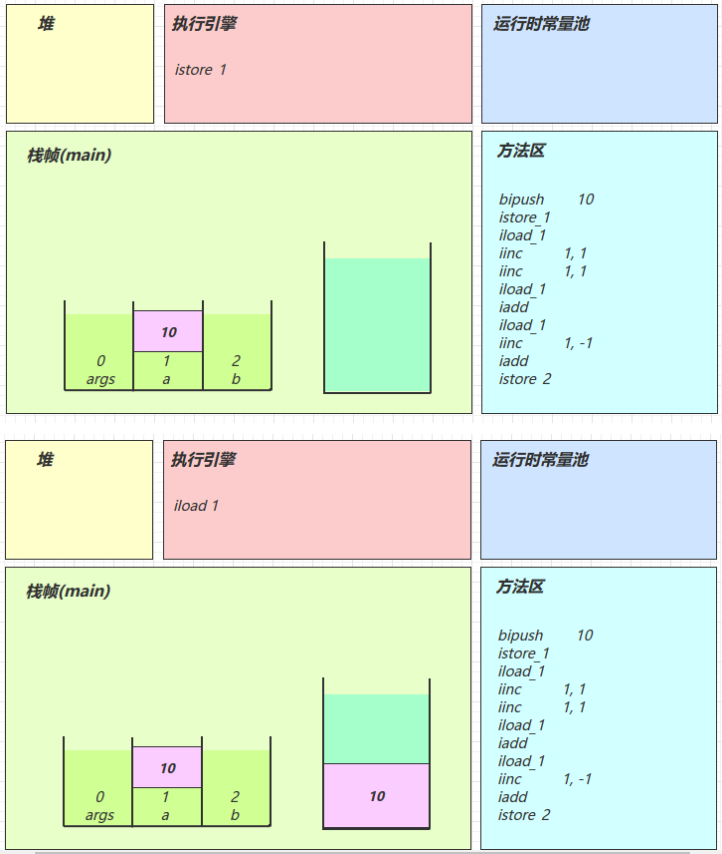 堆
执行引擎
istore 1
运行时常量池
栈帧(main)
10
0 1 2
args a b
方法区
bipush 10
istore_1
iload_1
iinc 1, 1
iinc 1, 1
iload_1
iadd
iload_1
iinc 1, -1
iadd
istore 2
堆
执行引擎
iload 1
运行时常量池
栈帧(main)
10
0 1 2
args a b
10
方法区
bipush 10
istore_1
iload_1
iinc 1, 1
iinc 1, 1
iload_1
iadd
iload_1
iinc 1, -1
iadd
istore 2